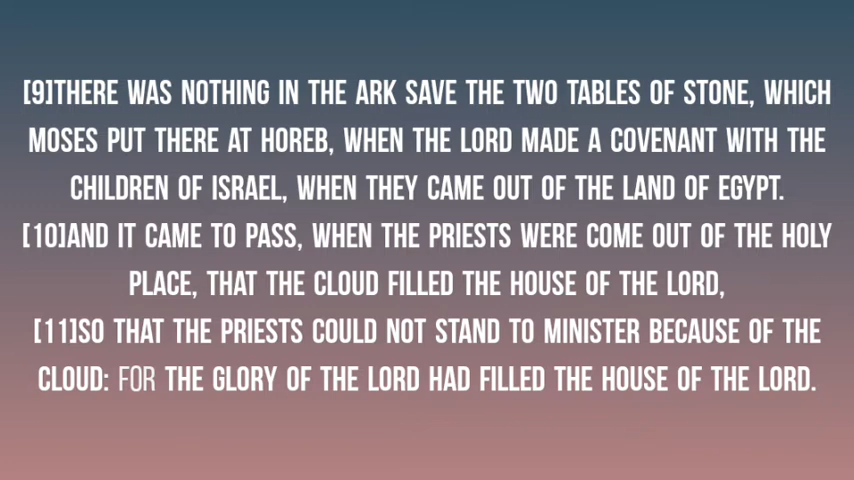 [9]THERE WAS NOTHING IN THE ARK SAVE THE TWO TABLES OF STONE, WHICH
MOSES PUT THERE AT HOREB, WHEN THE LORD MADE A COVENANT WITH THE
CHILDREN OF ISRAEL, WHEN THEY CAME OUT OF THE LAND OF EGYPT.
[10]AND IT CAME TO PASS, WHEN THE PRIESTS WERE COME OUT OF THE HOLY
PLACE, THAT THE CLOUD FILLED THE HOUSE OF THE LORD,
[11]SO THAT THE PRIESTS COULD NOT STAND TO MINISTER BECAUSE OF THE
CLOUD: FOR THE GLORY OF THE LORD HAD FILLED THE HOUSE OF THE LORD.